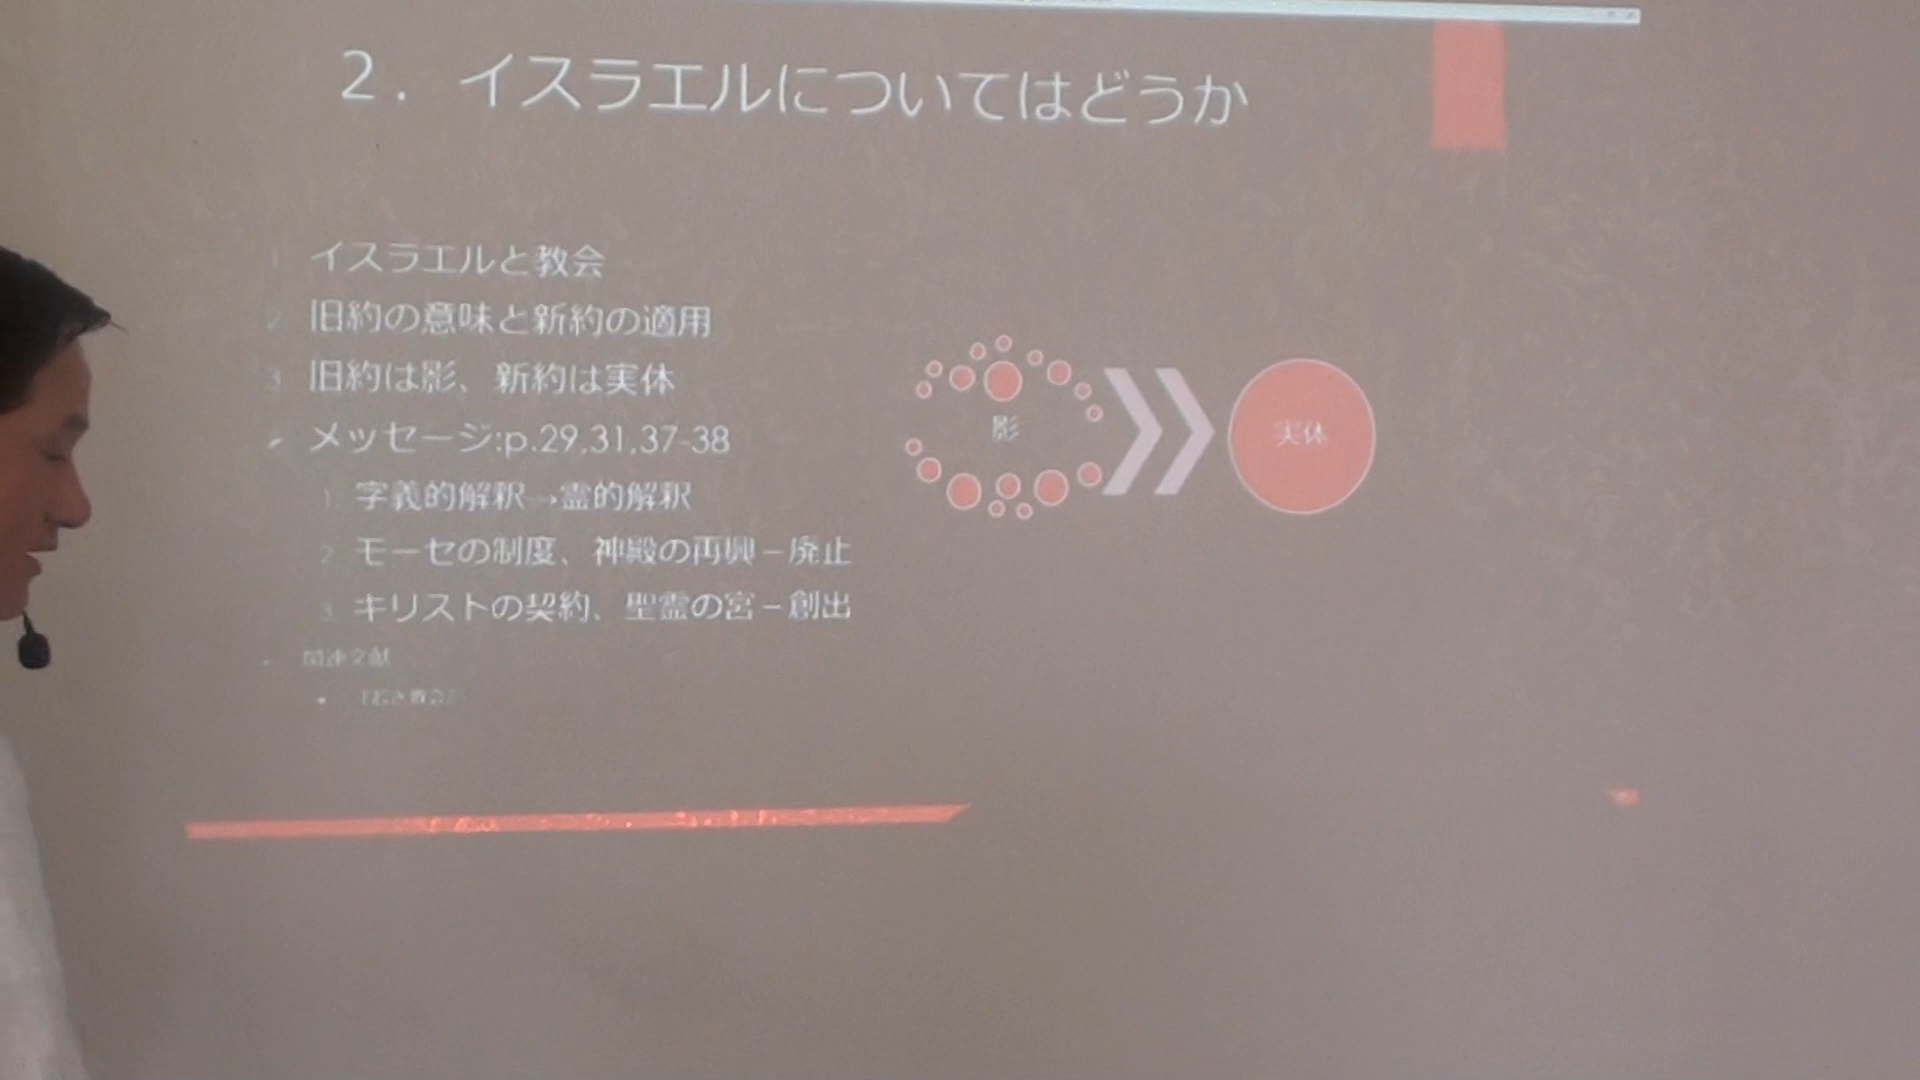 2．イスラエルについてはどうか
1 イスラエルと教会
2 旧約の意味と新約の適用
3 旧約は影、新約は実体
メッセージ:p.29,31,37-38
1. 字義的解釈→霊的解釈
2. モーセの制度、神殿の再興－廃止
3. キリストの契約、聖霊の宮－創出
関連文献
影
実体